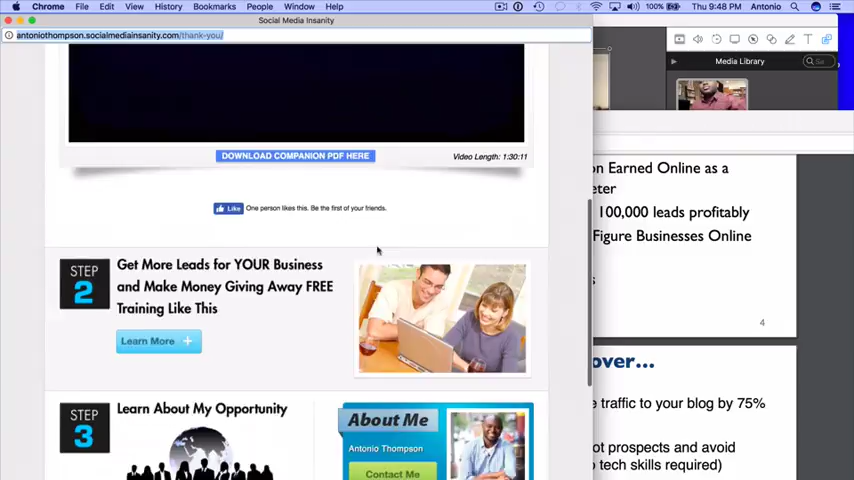 Chrome File Edit View History Bookmarks People Window Help
100% Thu 9:48 PM Antonio
Social Media Insanity
antoniothompson.socialmediainsanity.com/thank-you/
Media Library
DOWNLOAD COMPANION PDF HERE
Video Length: 1:30:11
Like One person likes this. Be the first of your friends.
STEP
2
Get More Leads for YOUR Business
and Make Money Giving Away FREE
Training Like This
Learn More +
STEP
3
Learn About My Opportunity
About Me
Antonio Thompson
Contact Me
on Earned Online as a
eter
100,000 leads profitably
Figure Businesses Online
s
4
over...
e traffic to your blog by 75%
ot prospects and avoid
o tech skills required)